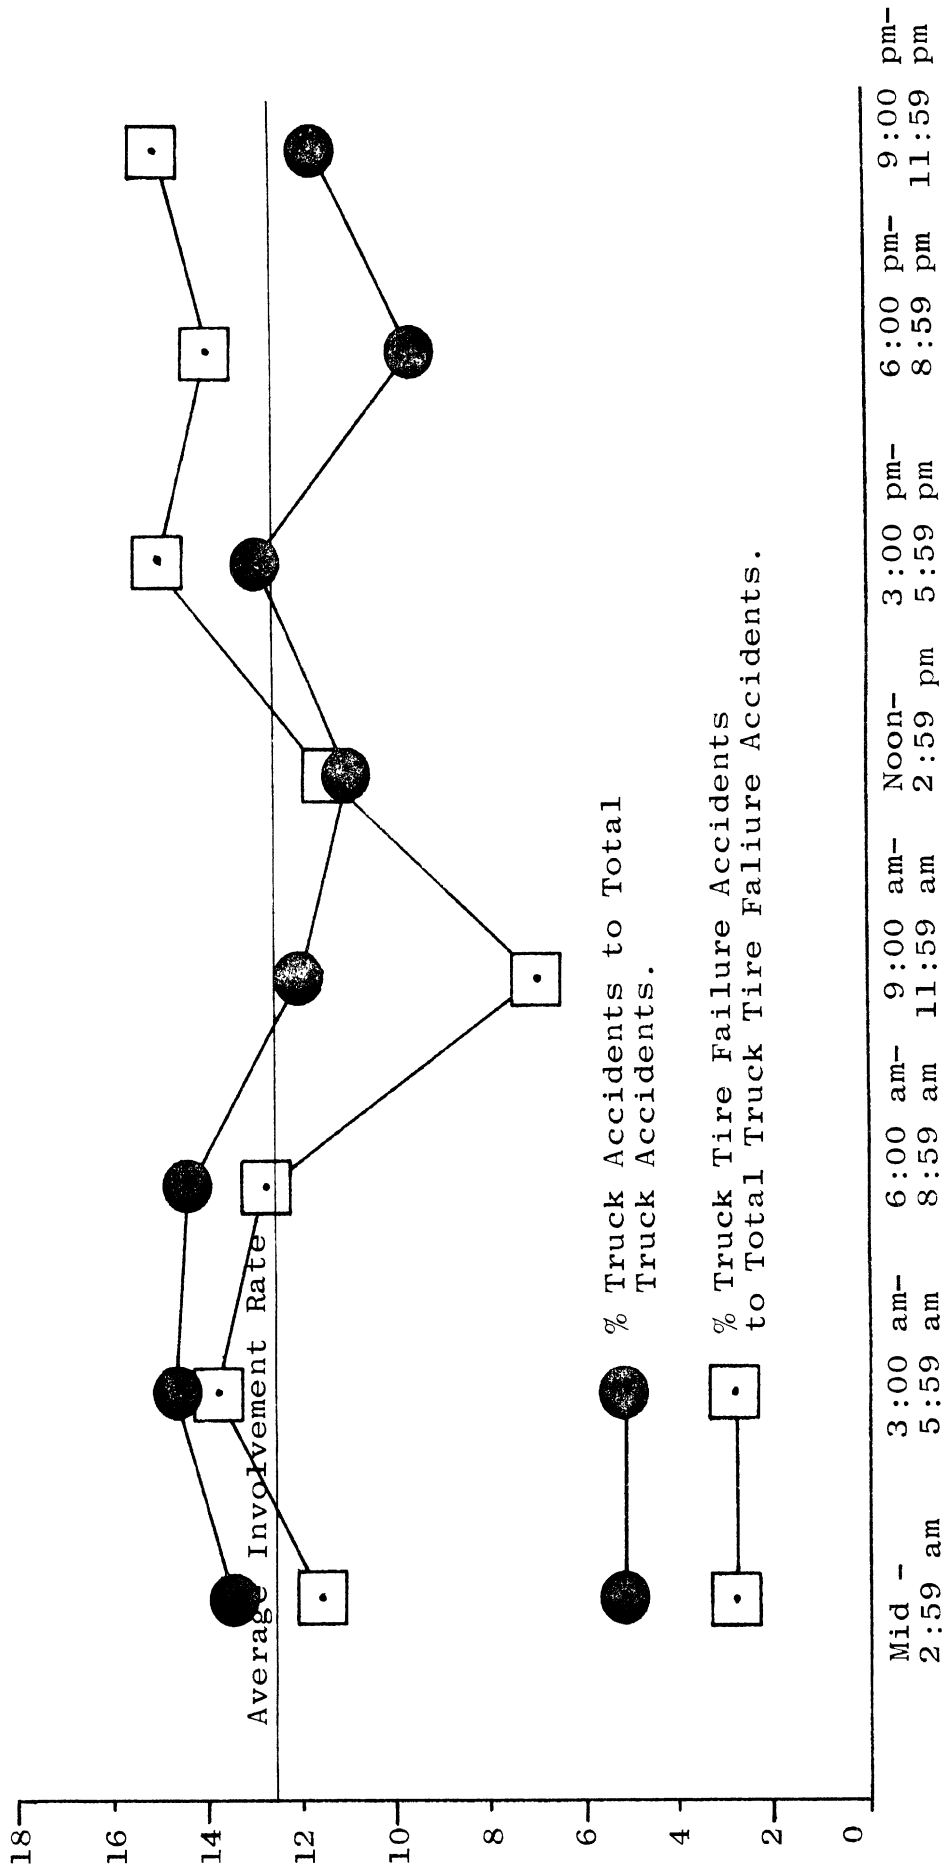 18
16
14
12
10
8
6
4
2
0
Average Involvement Rate
% Truck Accidents to Total
Truck Accidents.
% Truck Tire Failure Accidents
to Total Truck Tire Faliure Accidents.
Mid -
2:59 am
3:00 am-
5:59 am
6:00 am-
8:59 am
9:00 am-
11:59 am
Noon-
2:59 pm
3:00 pm-
5:59 pm
6:00 pm-
8:59 pm
9:00 pm-
11:59 pm